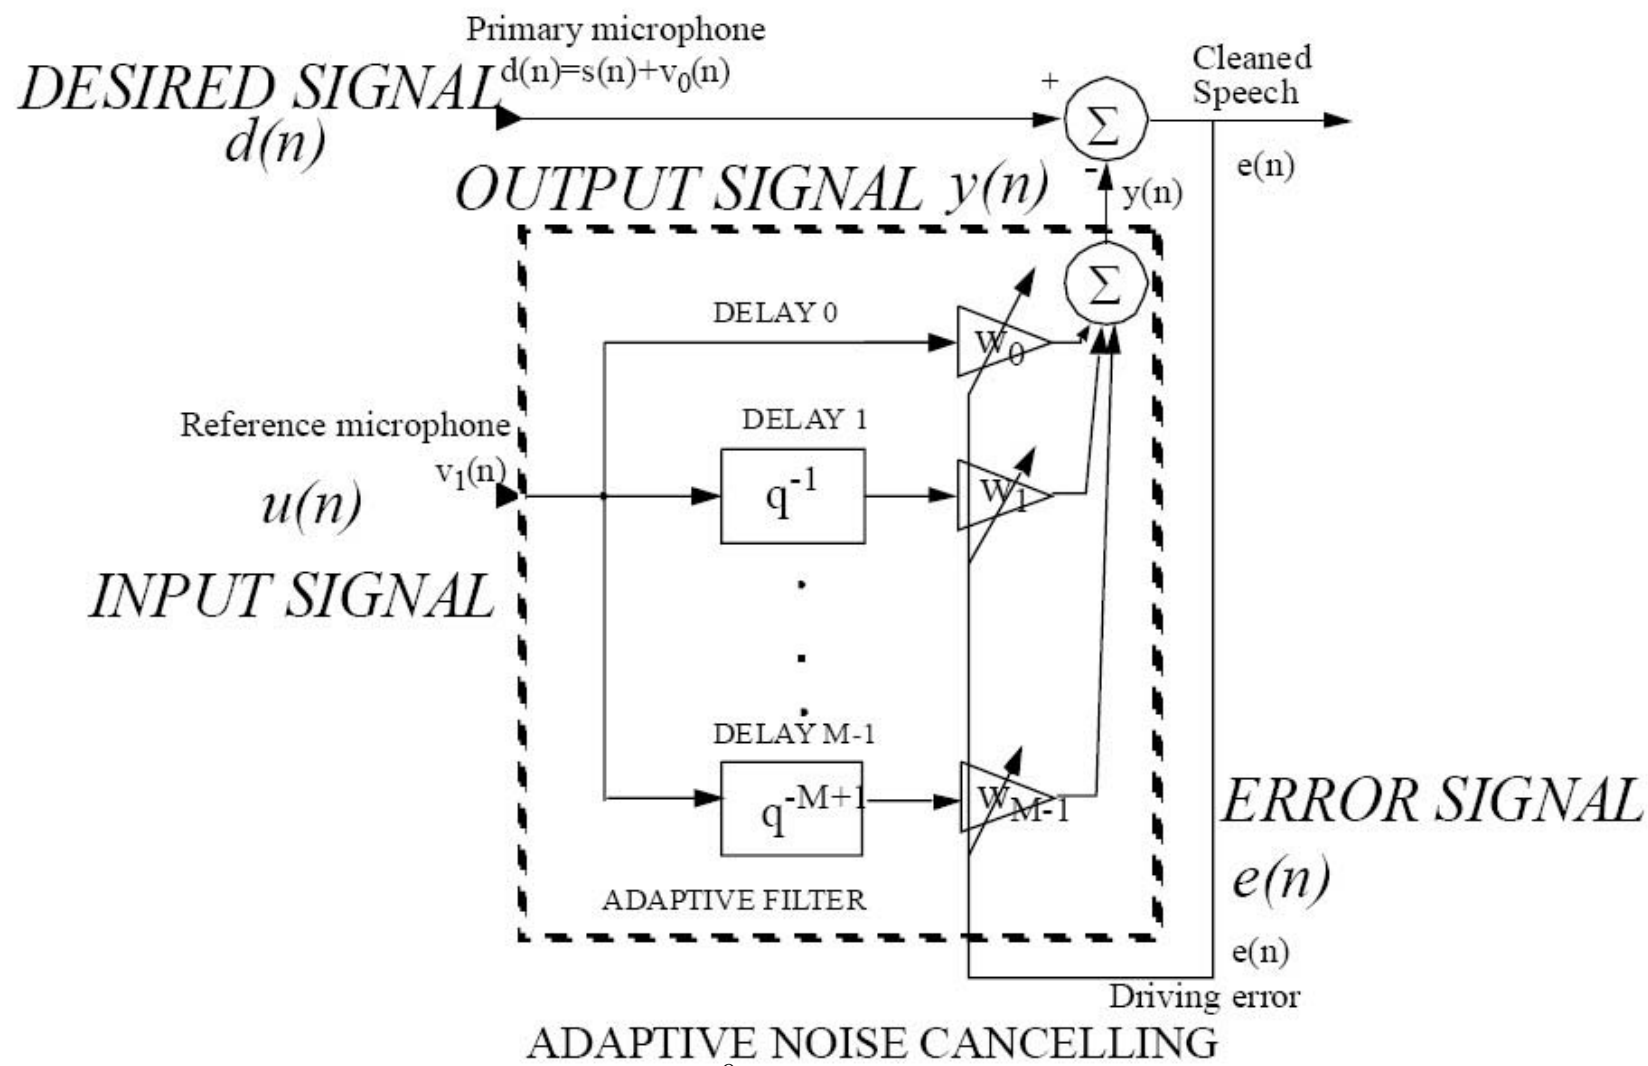 Primary microphone
d(n)=s(n)+v₀(n)
DESIRED SIGNAL
d(n)
+
Σ
Cleaned
Speech
e(n)
-
y(n)
OUTPUT SIGNAL y(n)
Σ
DELAY 0
w₀
Reference microphone
v₁(n)
u(n)
INPUT SIGNAL
DELAY 1
q⁻¹
w₁
DELAY M-1
q^-M+1
w_M-1
ERROR SIGNAL
e(n)
ADAPTIVE FILTER
e(n)
Driving error
ADAPTIVE NOISE CANCELLING